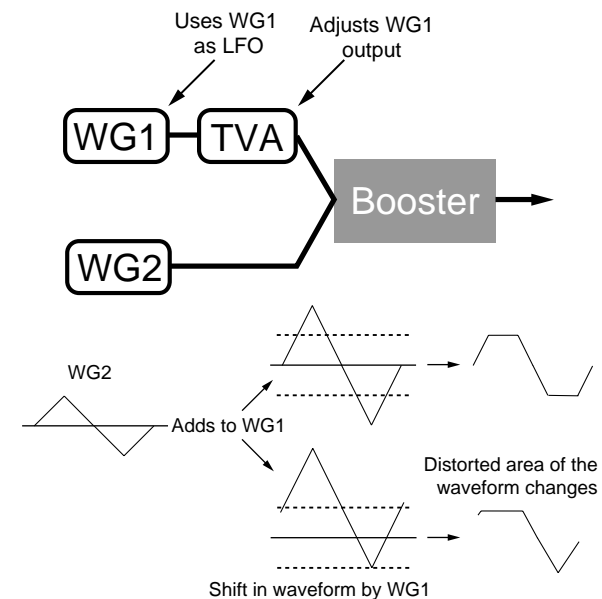 Uses WG1
as LFO
Adjusts WG1
output
WG1
TVA
Booster
WG2
WG2
Adds to WG1
Distorted area of the
waveform changes
Shift in waveform by WG1